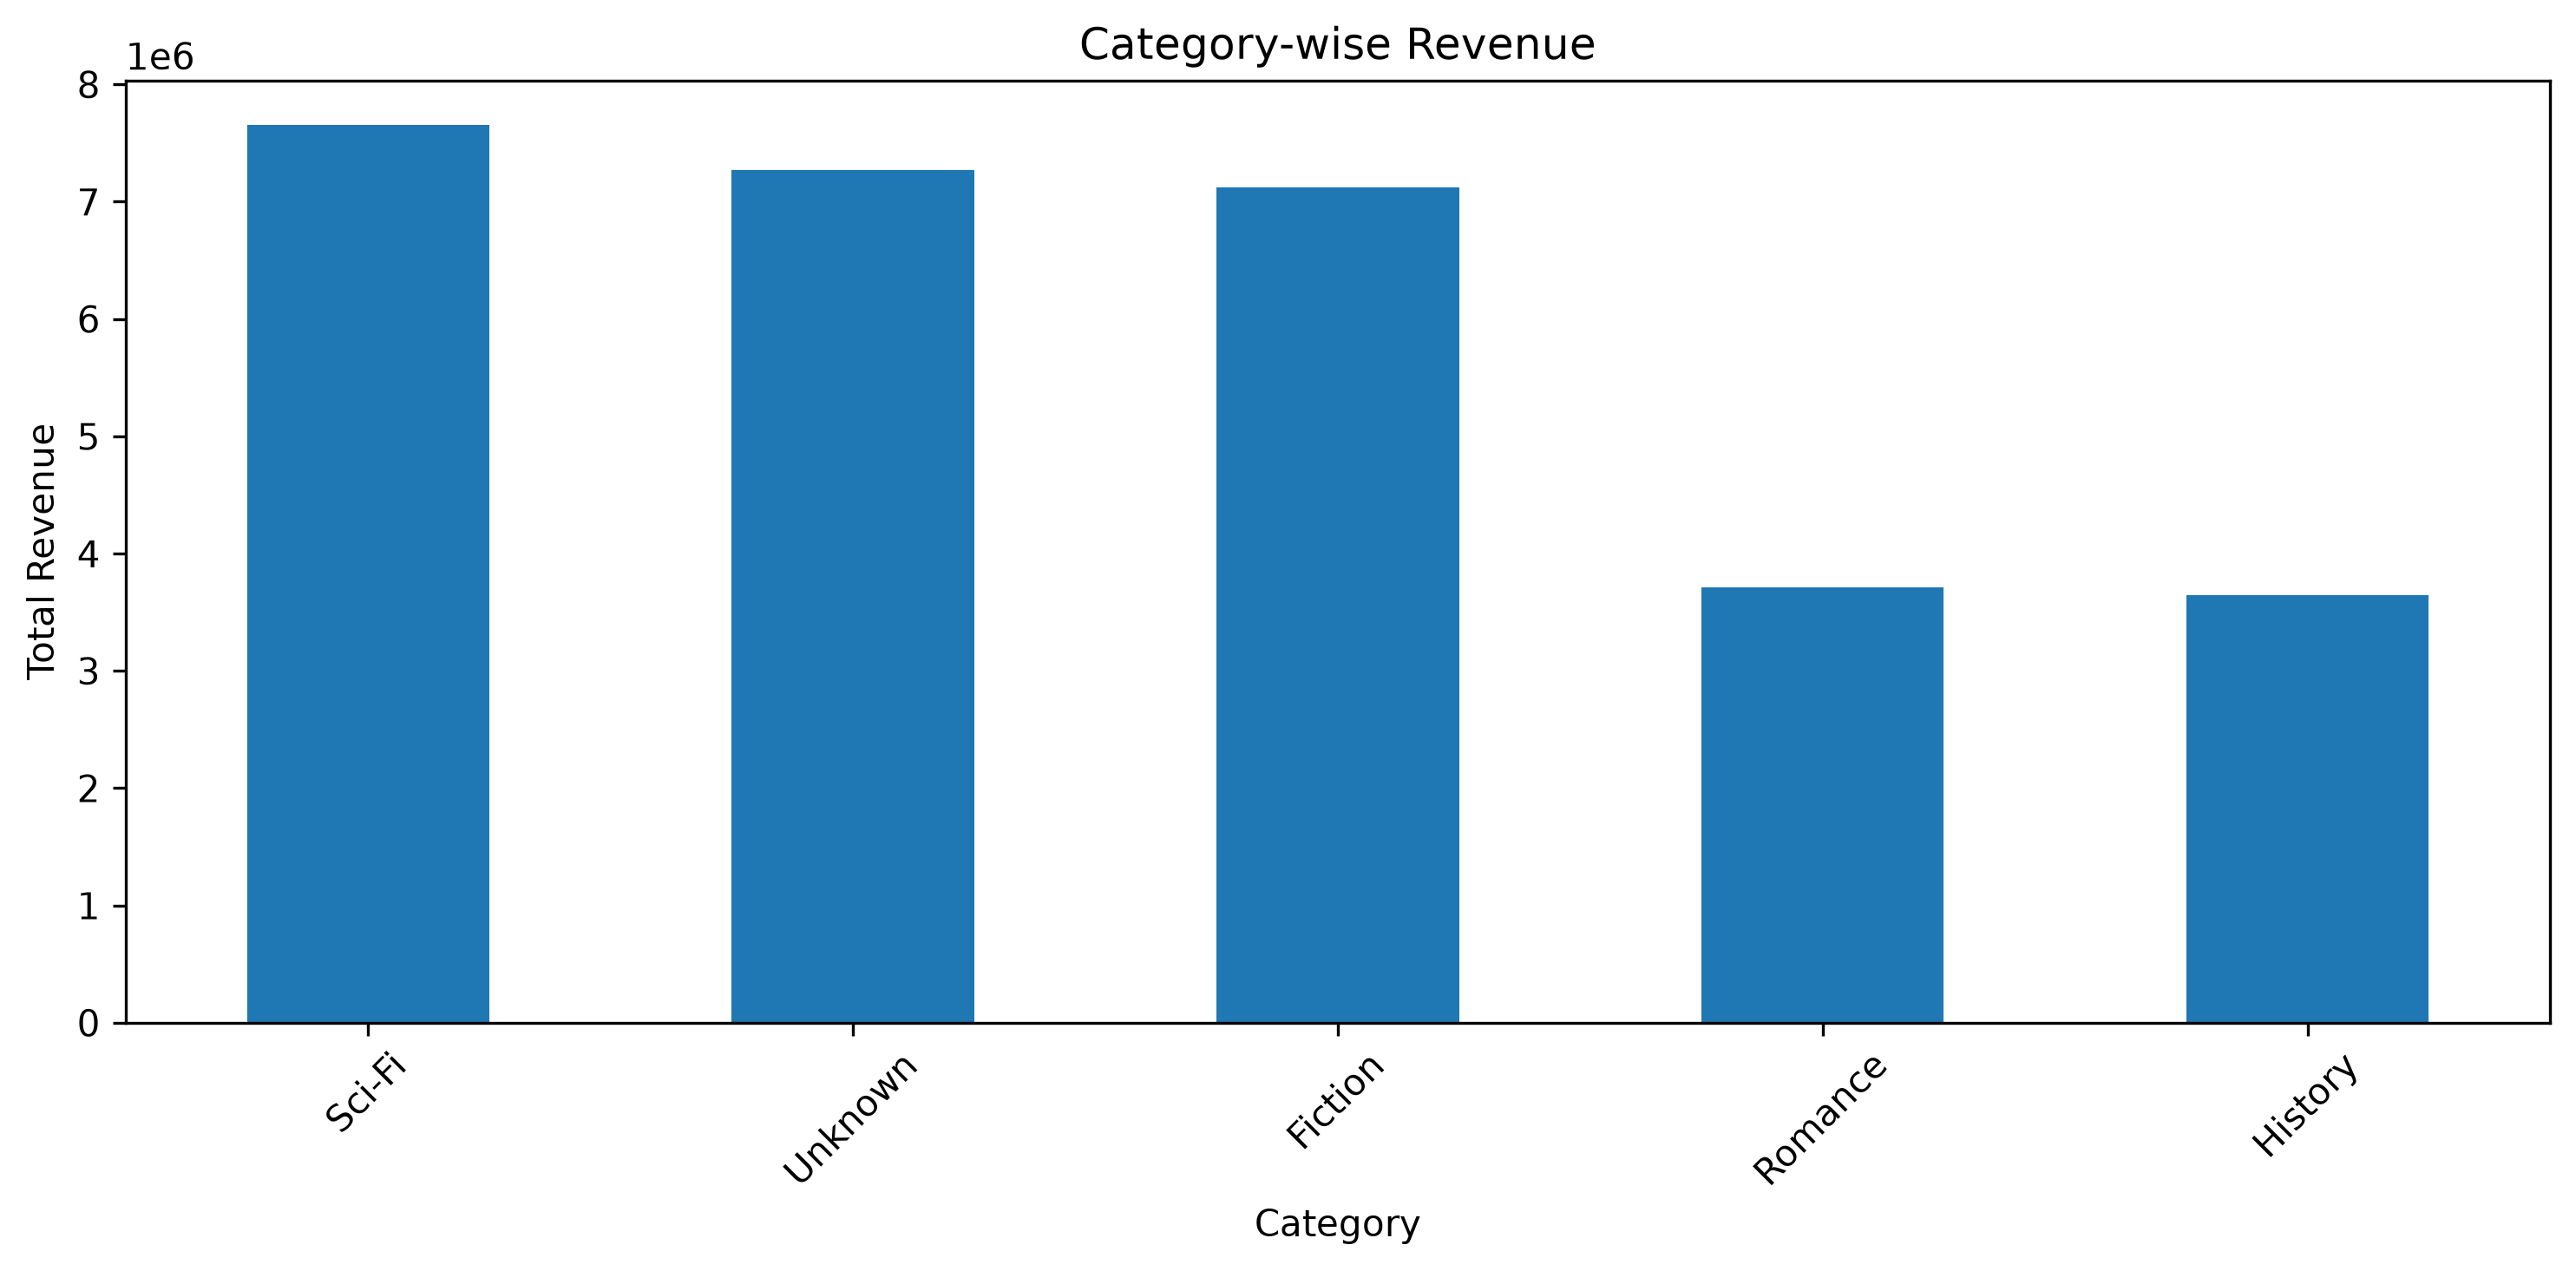 Category-wise Revenue
1e6
8
7
6
5
4
3
2
1
0
Total Revenue
Sci-Fi
Unknown
Fiction
Romance
History
Category